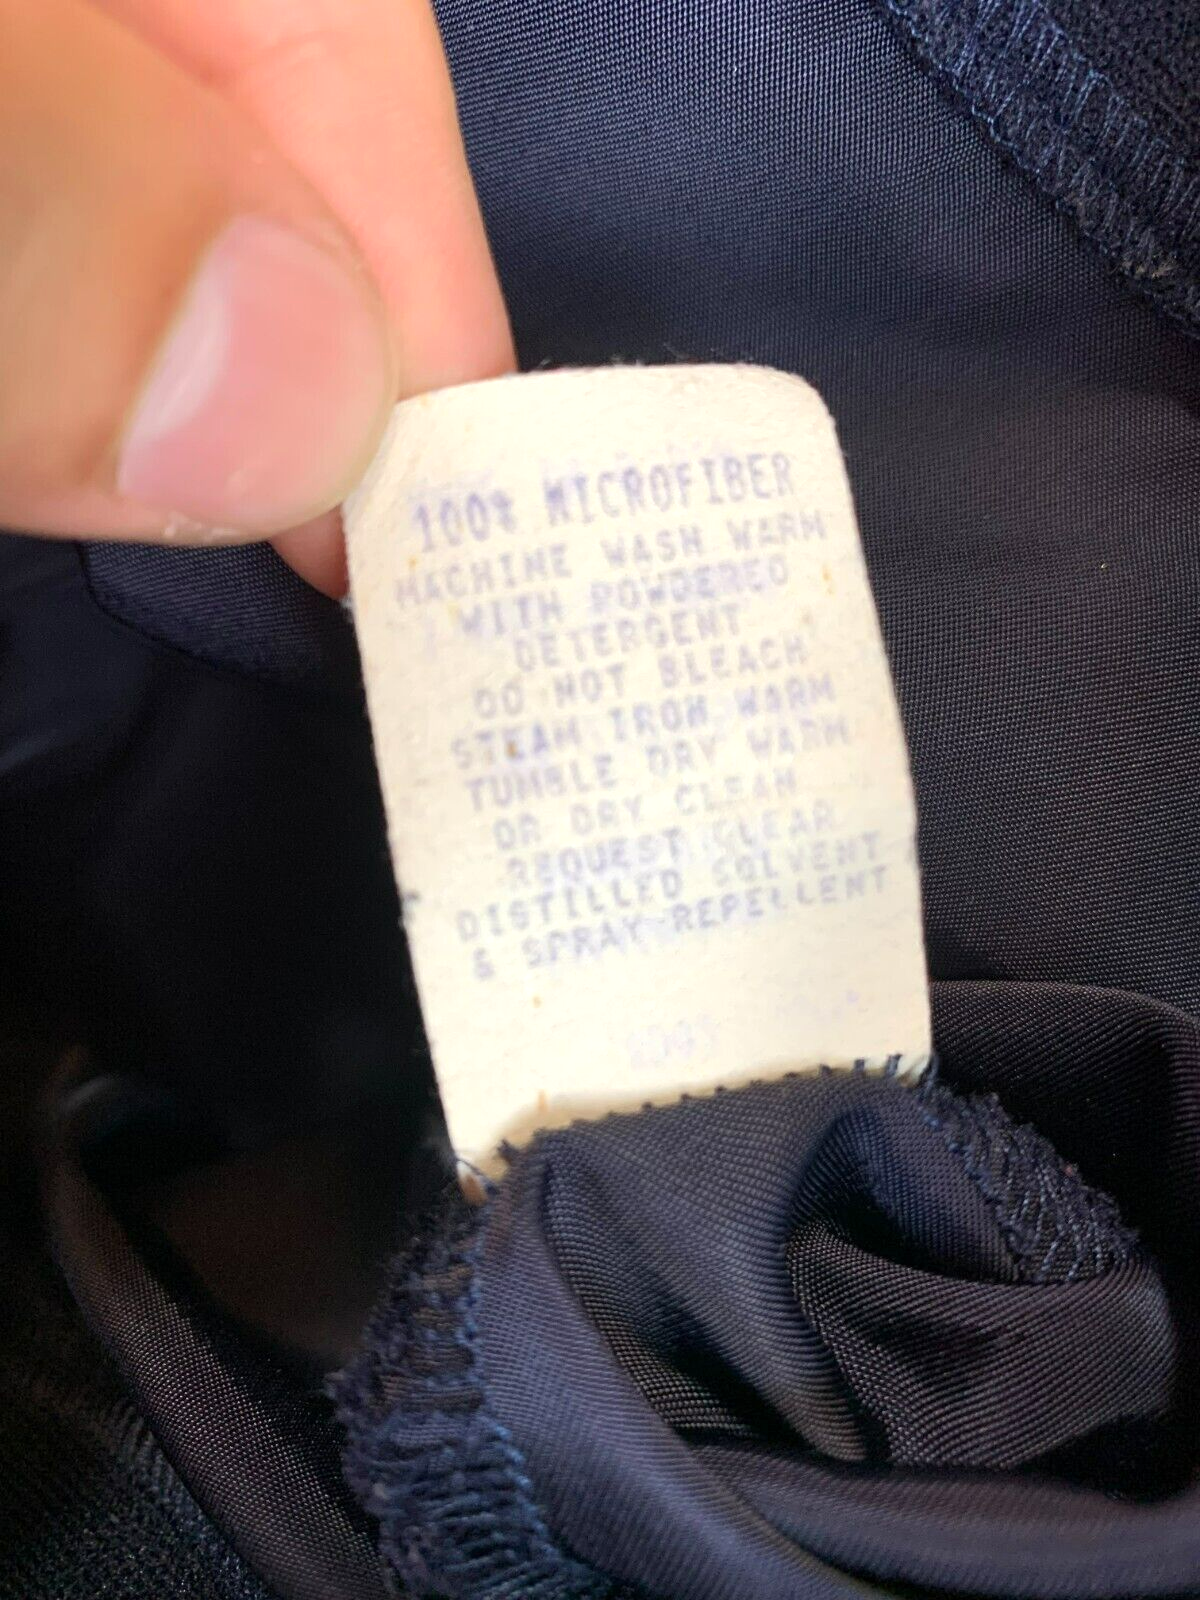 100% MICROFIBER
MACHINE WASH WARM
WITH POWDERED
DETERGENT
DO NOT BLEACH
STEAM IRON WARM
TUMBLE DRY WARM
OR DRY CLEAN
REQUEST CLEAR
DISTILLED SOLVENT
& SPRAY REPELLENT